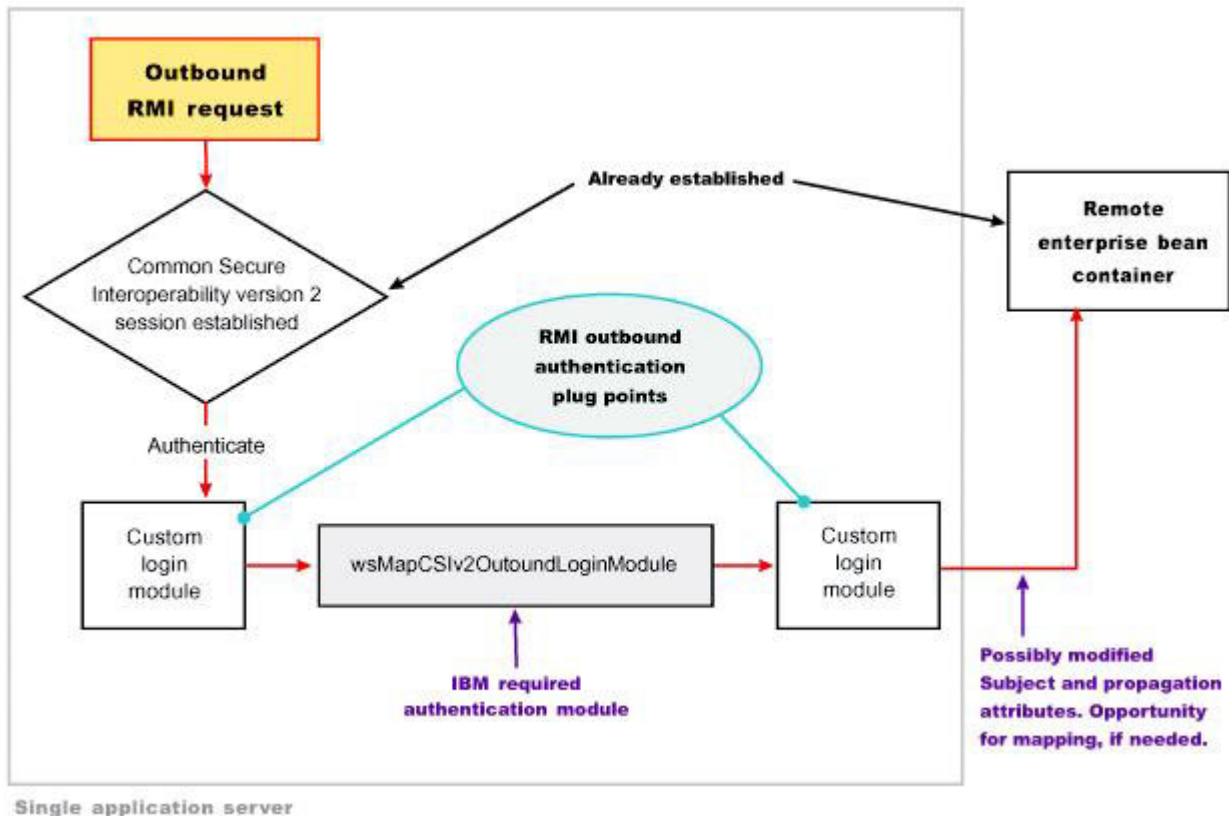 Outbound
RMI request
Already established
Remote
enterprise bean
container
Common Secure
Interoperability version 2
session established
RMI outbound
authentication
plug points
Authenticate
Custom
login
module
wsMapCSIv2OutoundLoginModule
Custom
login
module
IBM required
authentication module
Possibly modified
Subject and propagation
attributes. Opportunity
for mapping, if needed.
Single application server